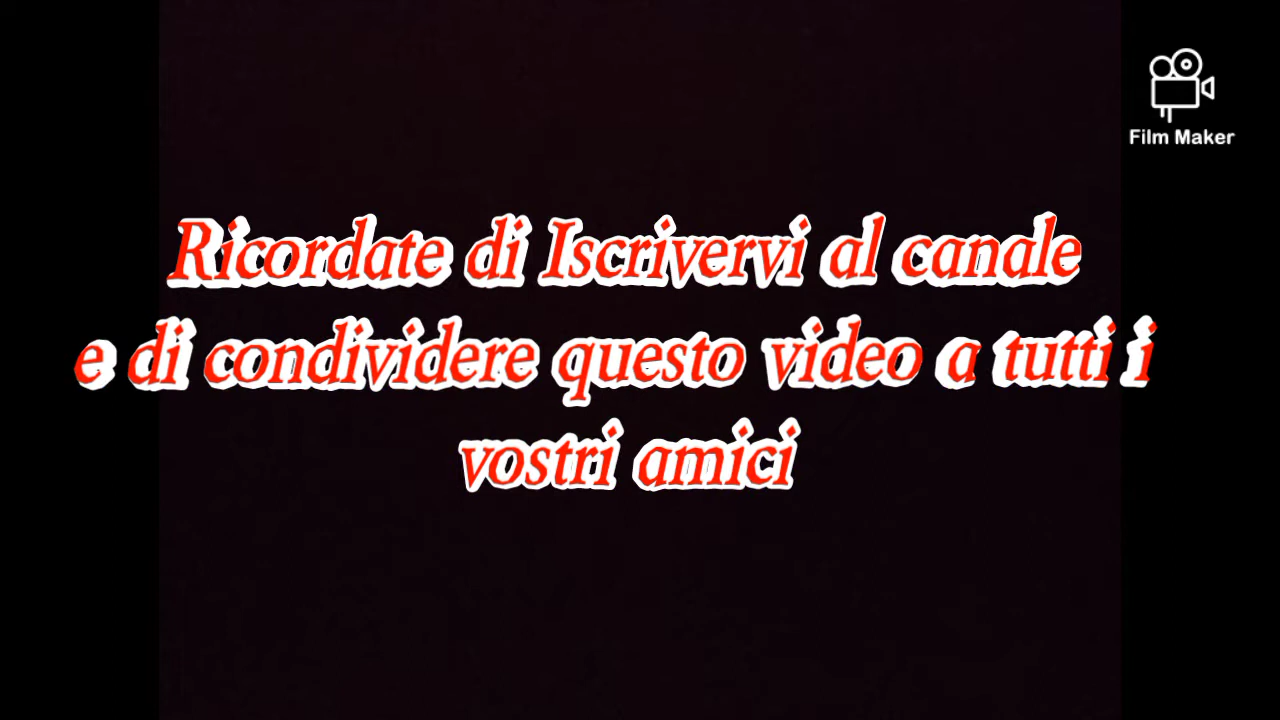 Film Maker
Ricordate di Iscrivervi al canale
e di condividere questo video a tutti i
vostri amici